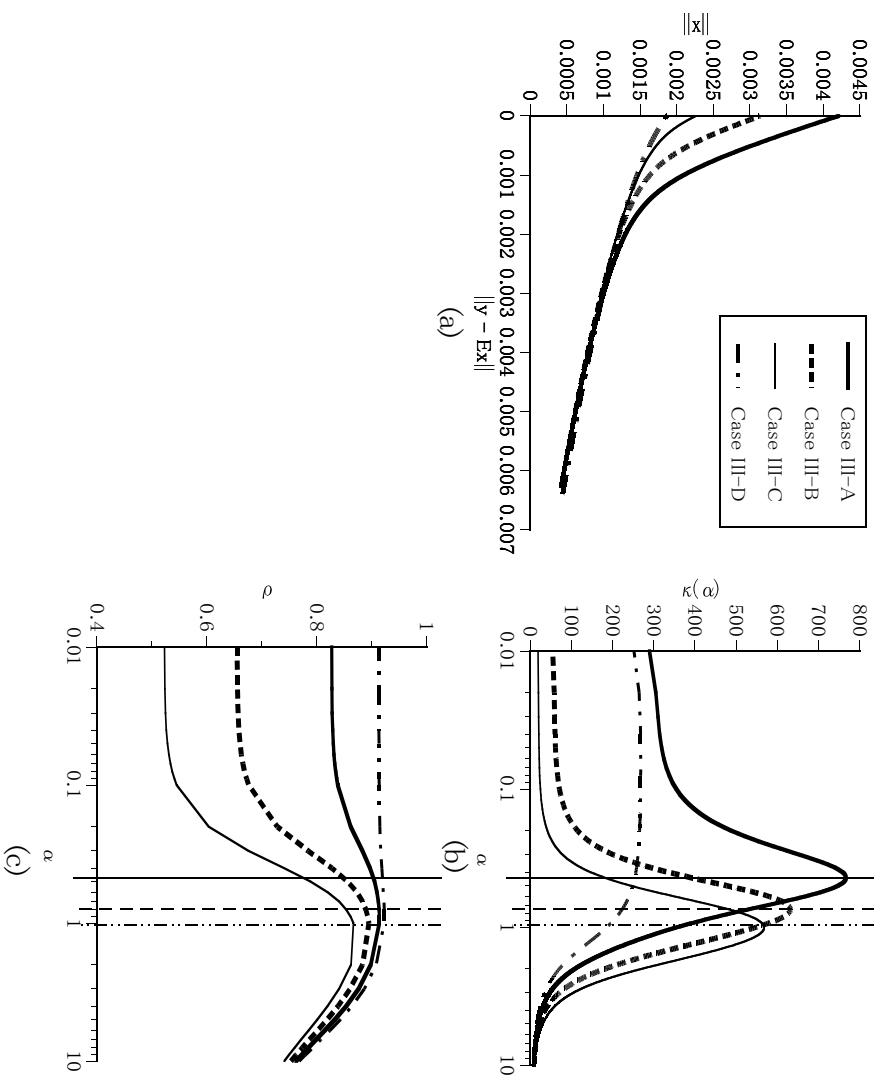 ||x||
0.0045
0.004
0.0035
0.003
0.0025
0.002
0.0015
0.001
0.0005
0
0 0.001 0.002 0.003 0.004 0.005 0.006 0.007
||y − Ex||
(a)
Case III−A
Case III−B
Case III−C
Case III−D
κ(α)
800
700
600
500
400
300
200
100
0
0.01 0.1 1 10
α
(b)
ρ
1
0.8
0.6
0.4
0.01 0.1 1 10
α
(c)